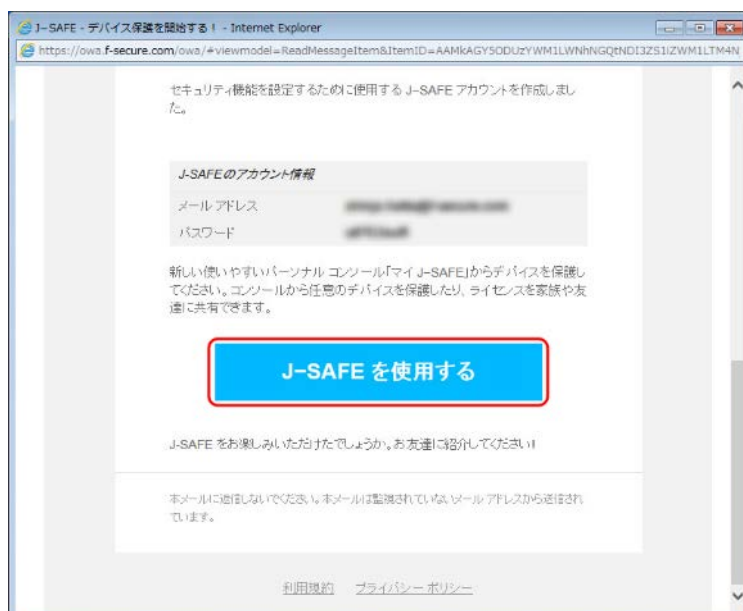 J-SAFE - デバイス保護を開始する! - Internet Explorer
https://owa.f-secure.com/owa/#viewmodel=ReadMessageItem&ItemID=AAMkAGY5ODUzYWM1LWNhNGQtNDI3ZS1iZWM1LTM4N
セキュリティ機能を設定するために使用する J-SAFE アカウントを作成しまし
た。
J-SAFEのアカウント情報
メール アドレス
パスワード
新しい使いやすいパーソナル コンソール「マイ J-SAFE」からデバイスを保護し
てください。コンソールから任意のデバイスを保護したり、ライセンスを家族や友
達に共有できます。
J-SAFE を使用する
J-SAFE をお楽しみいただけたでしょうか。お友達に紹介してください!
本メールに返信しないでください。本メールは監視されていないメール アドレスから送信され
ています。
利用規約 プライバシー ポリシー